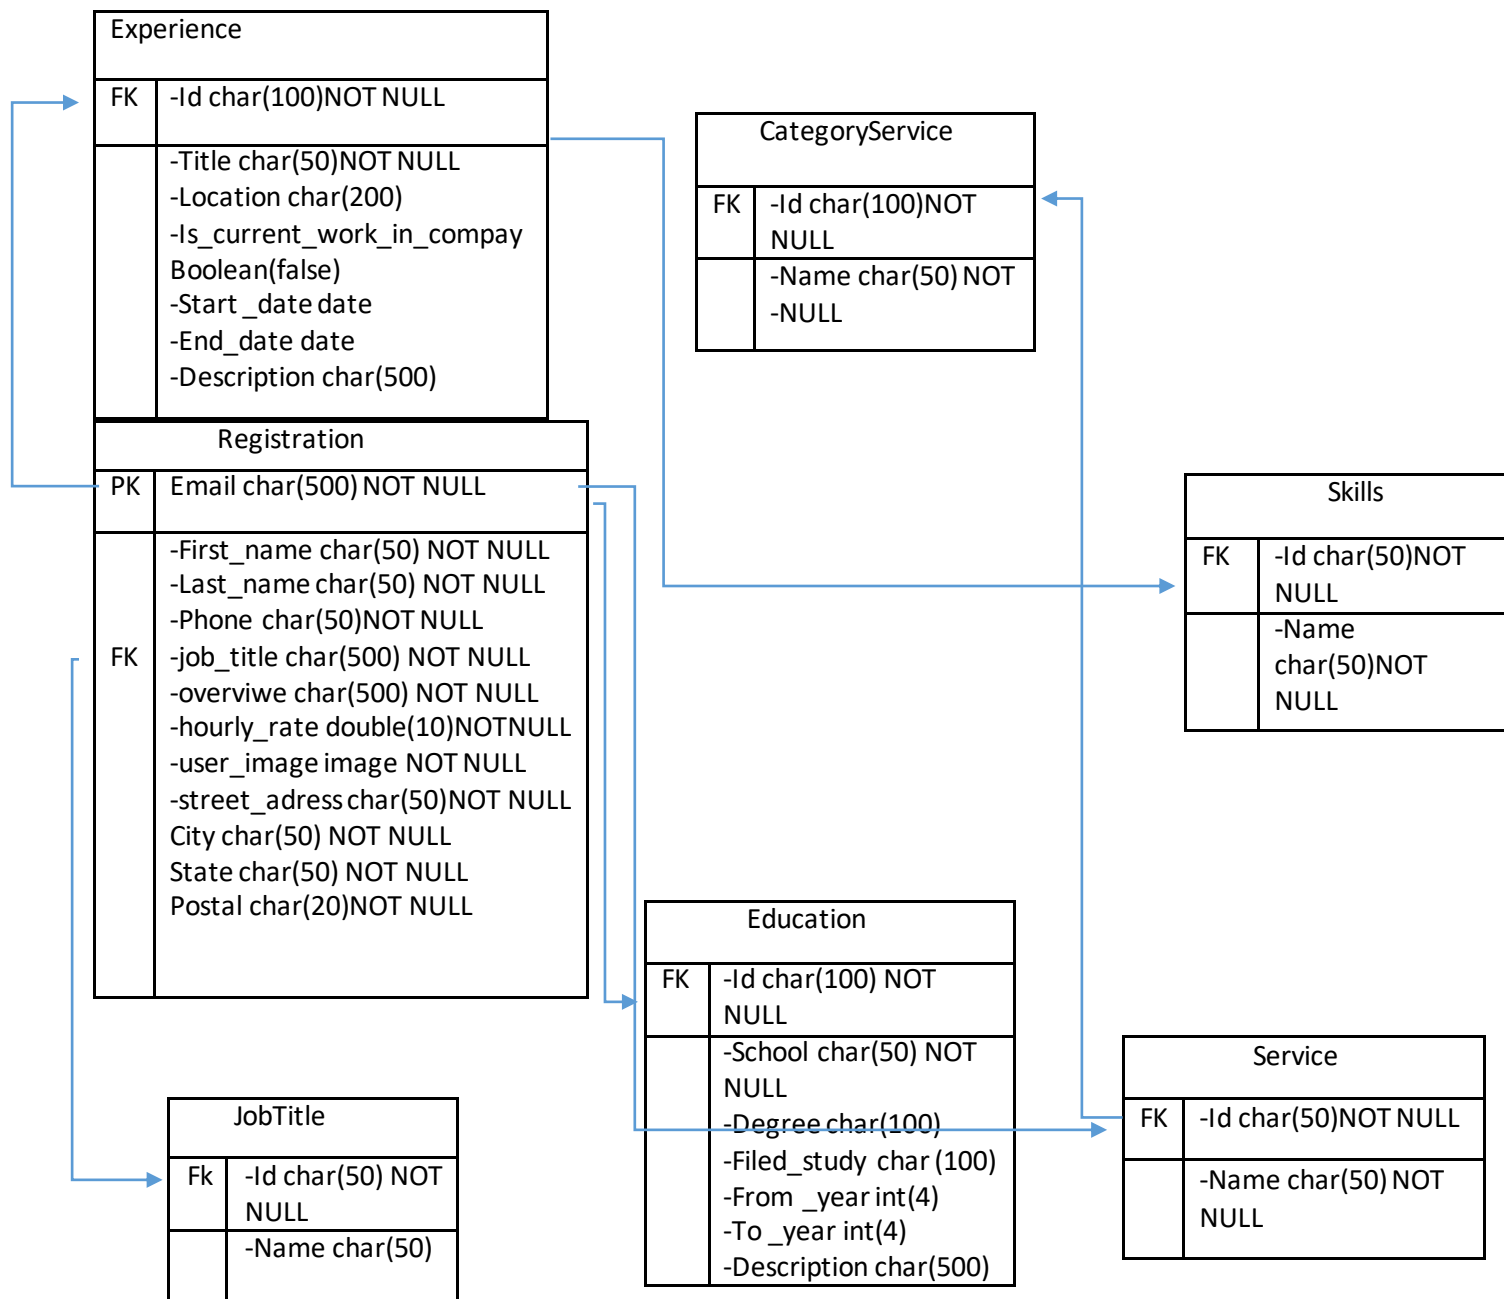 Experience
FK -Id char(100)NOT NULL
-Title char(50)NOT NULL
-Location char(200)
-Is_current_work_in_compay
Boolean(false)
-Start _date date
-End_date date
-Description char(500)
CategoryService
FK -Id char(100)NOT
NULL
-Name char(50) NOT
-NULL
Registration
PK Email char(500) NOT NULL
-First_name char(50) NOT NULL
-Last_name char(50) NOT NULL
-Phone char(50)NOT NULL
FK -job_title char(500) NOT NULL
-overviwe char(500) NOT NULL
-hourly_rate double(10)NOTNULL
-user_image image NOT NULL
-street_adress char(50)NOT NULL
City char(50) NOT NULL
State char(50) NOT NULL
Postal char(20)NOT NULL
Skills
FK -Id char(50)NOT
NULL
-Name
char(50)NOT
NULL
Education
FK -Id char(100) NOT
NULL
-School char(50) NOT
NULL
-Degree char(100)
-Filed_study char (100)
-From _year int(4)
-To _year int(4)
-Description char(500)
Service
FK -Id char(50)NOT NULL
-Name char(50) NOT
NULL
JobTitle
Fk -Id char(50) NOT
NULL
-Name char(50)